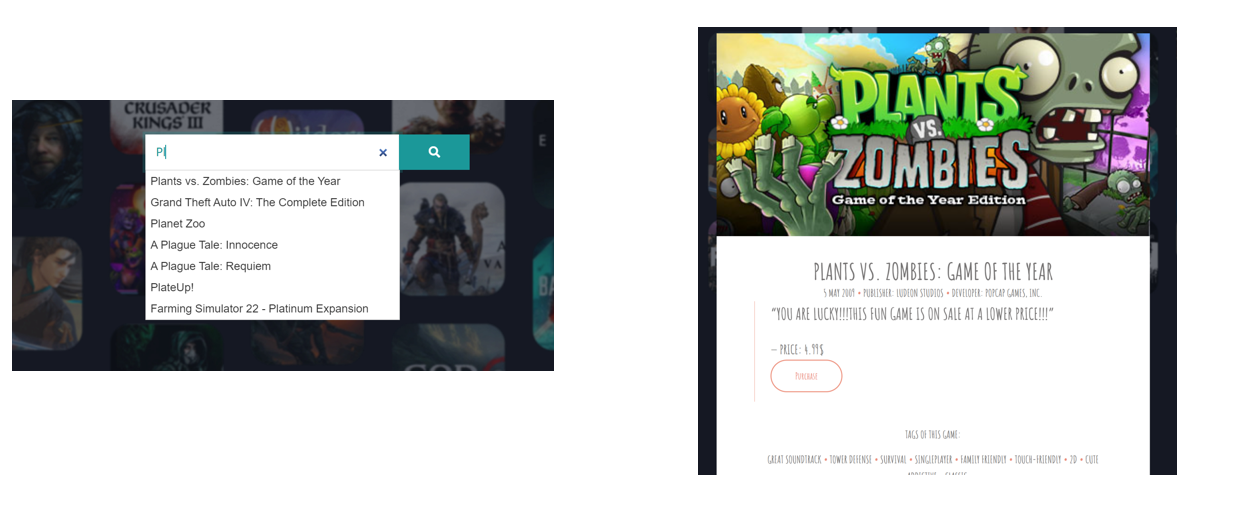 CRUSADER
KINGS III
Pl
Plants vs. Zombies: Game of the Year
Grand Theft Auto IV: The Complete Edition
Planet Zoo
A Plague Tale: Innocence
A Plague Tale: Requiem
PlateUp!
Farming Simulator 22 - Platinum Expansion
PLANTS
VS.
ZOMBIES
Game of the Year Edition
PLANTS VS. ZOMBIES: GAME OF THE YEAR
5 MAY 2009 • PUBLISHER: LUDEON STUDIOS • DEVELOPER: POPCAP GAMES, INC.
“YOU ARE LUCKY!!!THIS FUN GAME IS ON SALE AT A LOWER PRICE!!!”
— PRICE: 4.99$
Purchase
TAGS OF THIS GAME:
GREAT SOUNDTRACK • TOWER DEFENSE • SURVIVAL • SINGLEPLAYER • FAMILY FRIENDLY • TOUCH-FRIENDLY • 2D • CUTE